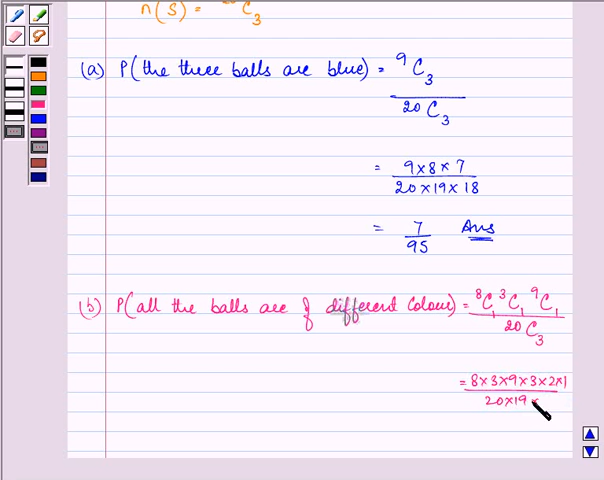 n(S) = ²⁰C₃
(a) P(the three balls are blue) = ⁹C₃
²⁰C₃
= 9×8×7
20×19×18
= 7 Ans
95
(b) P(all the balls are of different colour) = ⁸C₁ ³C₁ ⁹C₁
²⁰C₃
= 8×3×9×3×2×1
20×19×